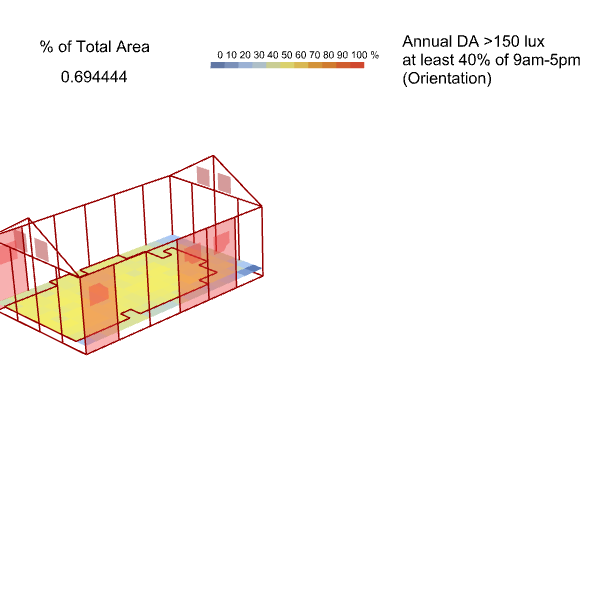 % of Total Area
0.694444
0 10 20 30 40 50 60 70 80 90 100 %
Annual DA >150 lux
at least 40% of 9am-5pm
(Orientation)